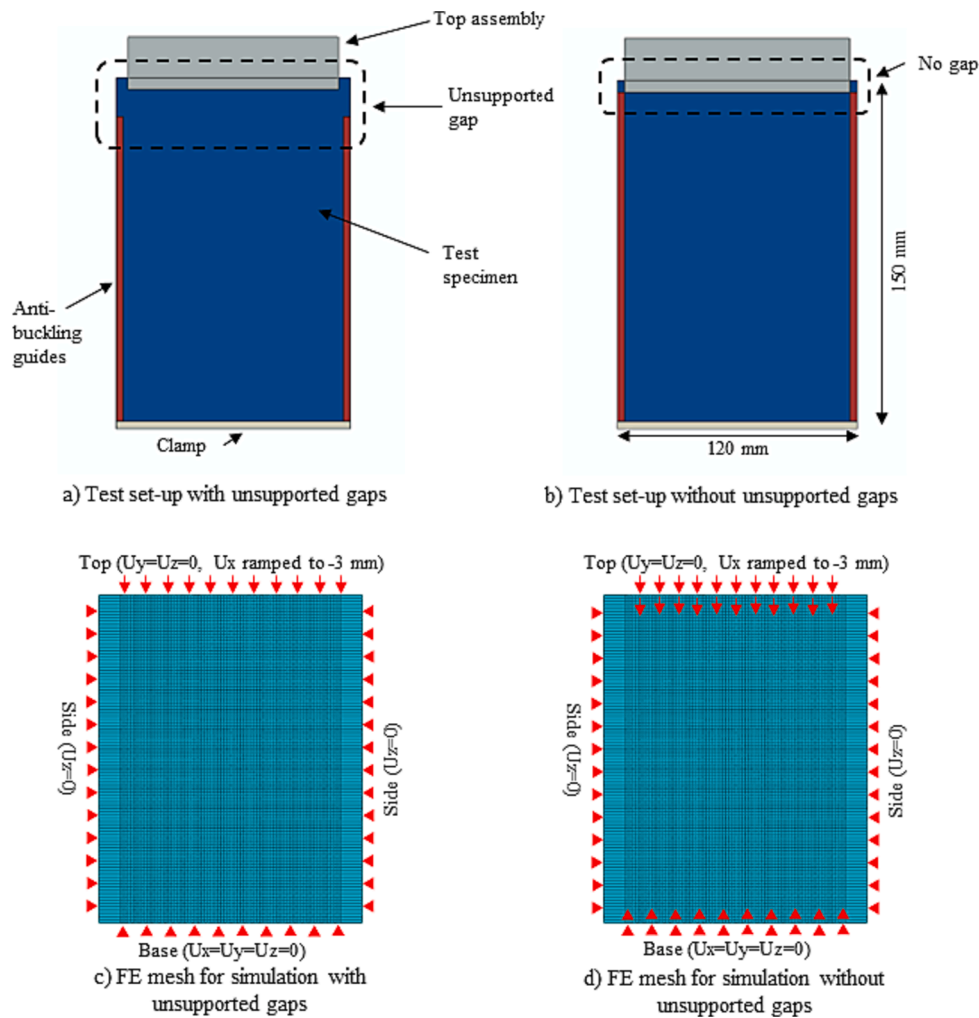 Top assembly
Unsupported
gap
Test
specimen
Anti-
buckling
guides
Clamp
a) Test set-up with unsupported gaps
No gap
150 mm
120 mm
b) Test set-up without unsupported gaps
Top (Uy=Uz=0, Ux ramped to -3 mm)
Side (Uz=0)
Side (Uz=0)
Base (Ux=Uy=Uz=0)
c) FE mesh for simulation with
unsupported gaps
Top (Uy=Uz=0, Ux ramped to -3 mm)
Side (Uz=0)
Side (Uz=0)
Base (Ux=Uy=Uz=0)
d) FE mesh for simulation without
unsupported gaps